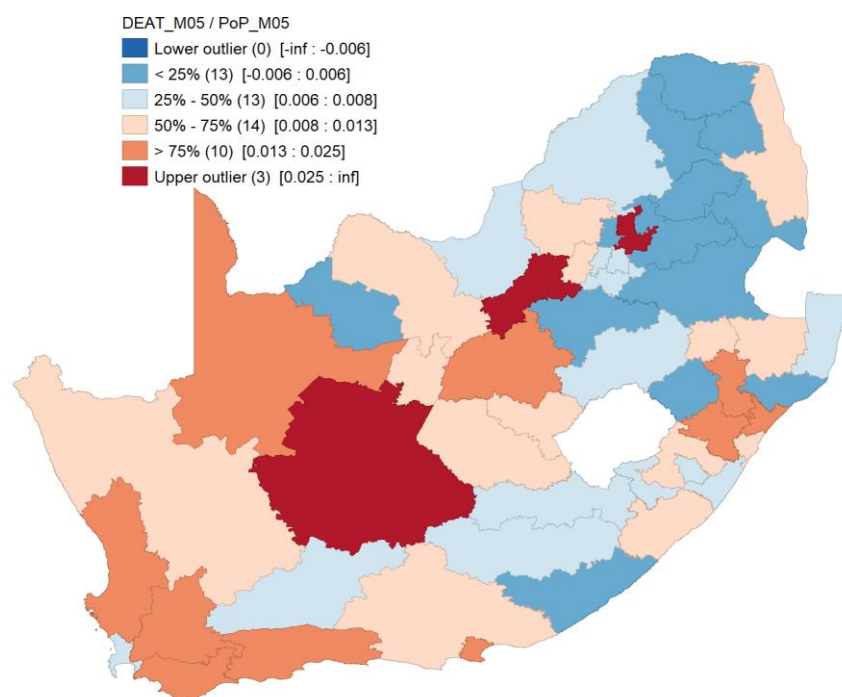 DEAT_M05 / PoP_M05
Lower outlier (0) [-inf : -0.006]
< 25% (13) [-0.006 : 0.006]
25% - 50% (13) [0.006 : 0.008]
50% - 75% (14) [0.008 : 0.013]
> 75% (10) [0.013 : 0.025]
Upper outlier (3) [0.025 : inf]